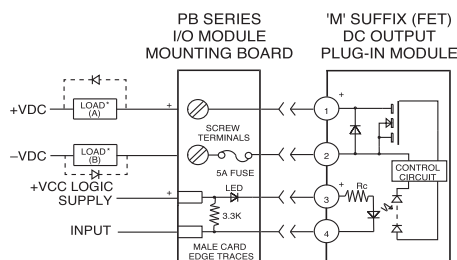 PB SERIES
I/O MODULE
MOUNTING BOARD
'M' SUFFIX (FET)
DC OUTPUT
PLUG-IN MODULE
+VDC
LOAD*
(A)
+
SCREW
TERMINALS
+
1
−VDC
LOAD*
(B)
5A FUSE
2
CONTROL
CIRCUIT
+VCC LOGIC
SUPPLY
+
LED
3.3K
+
3
Rc
INPUT
4
MALE CARD
EDGE TRACES